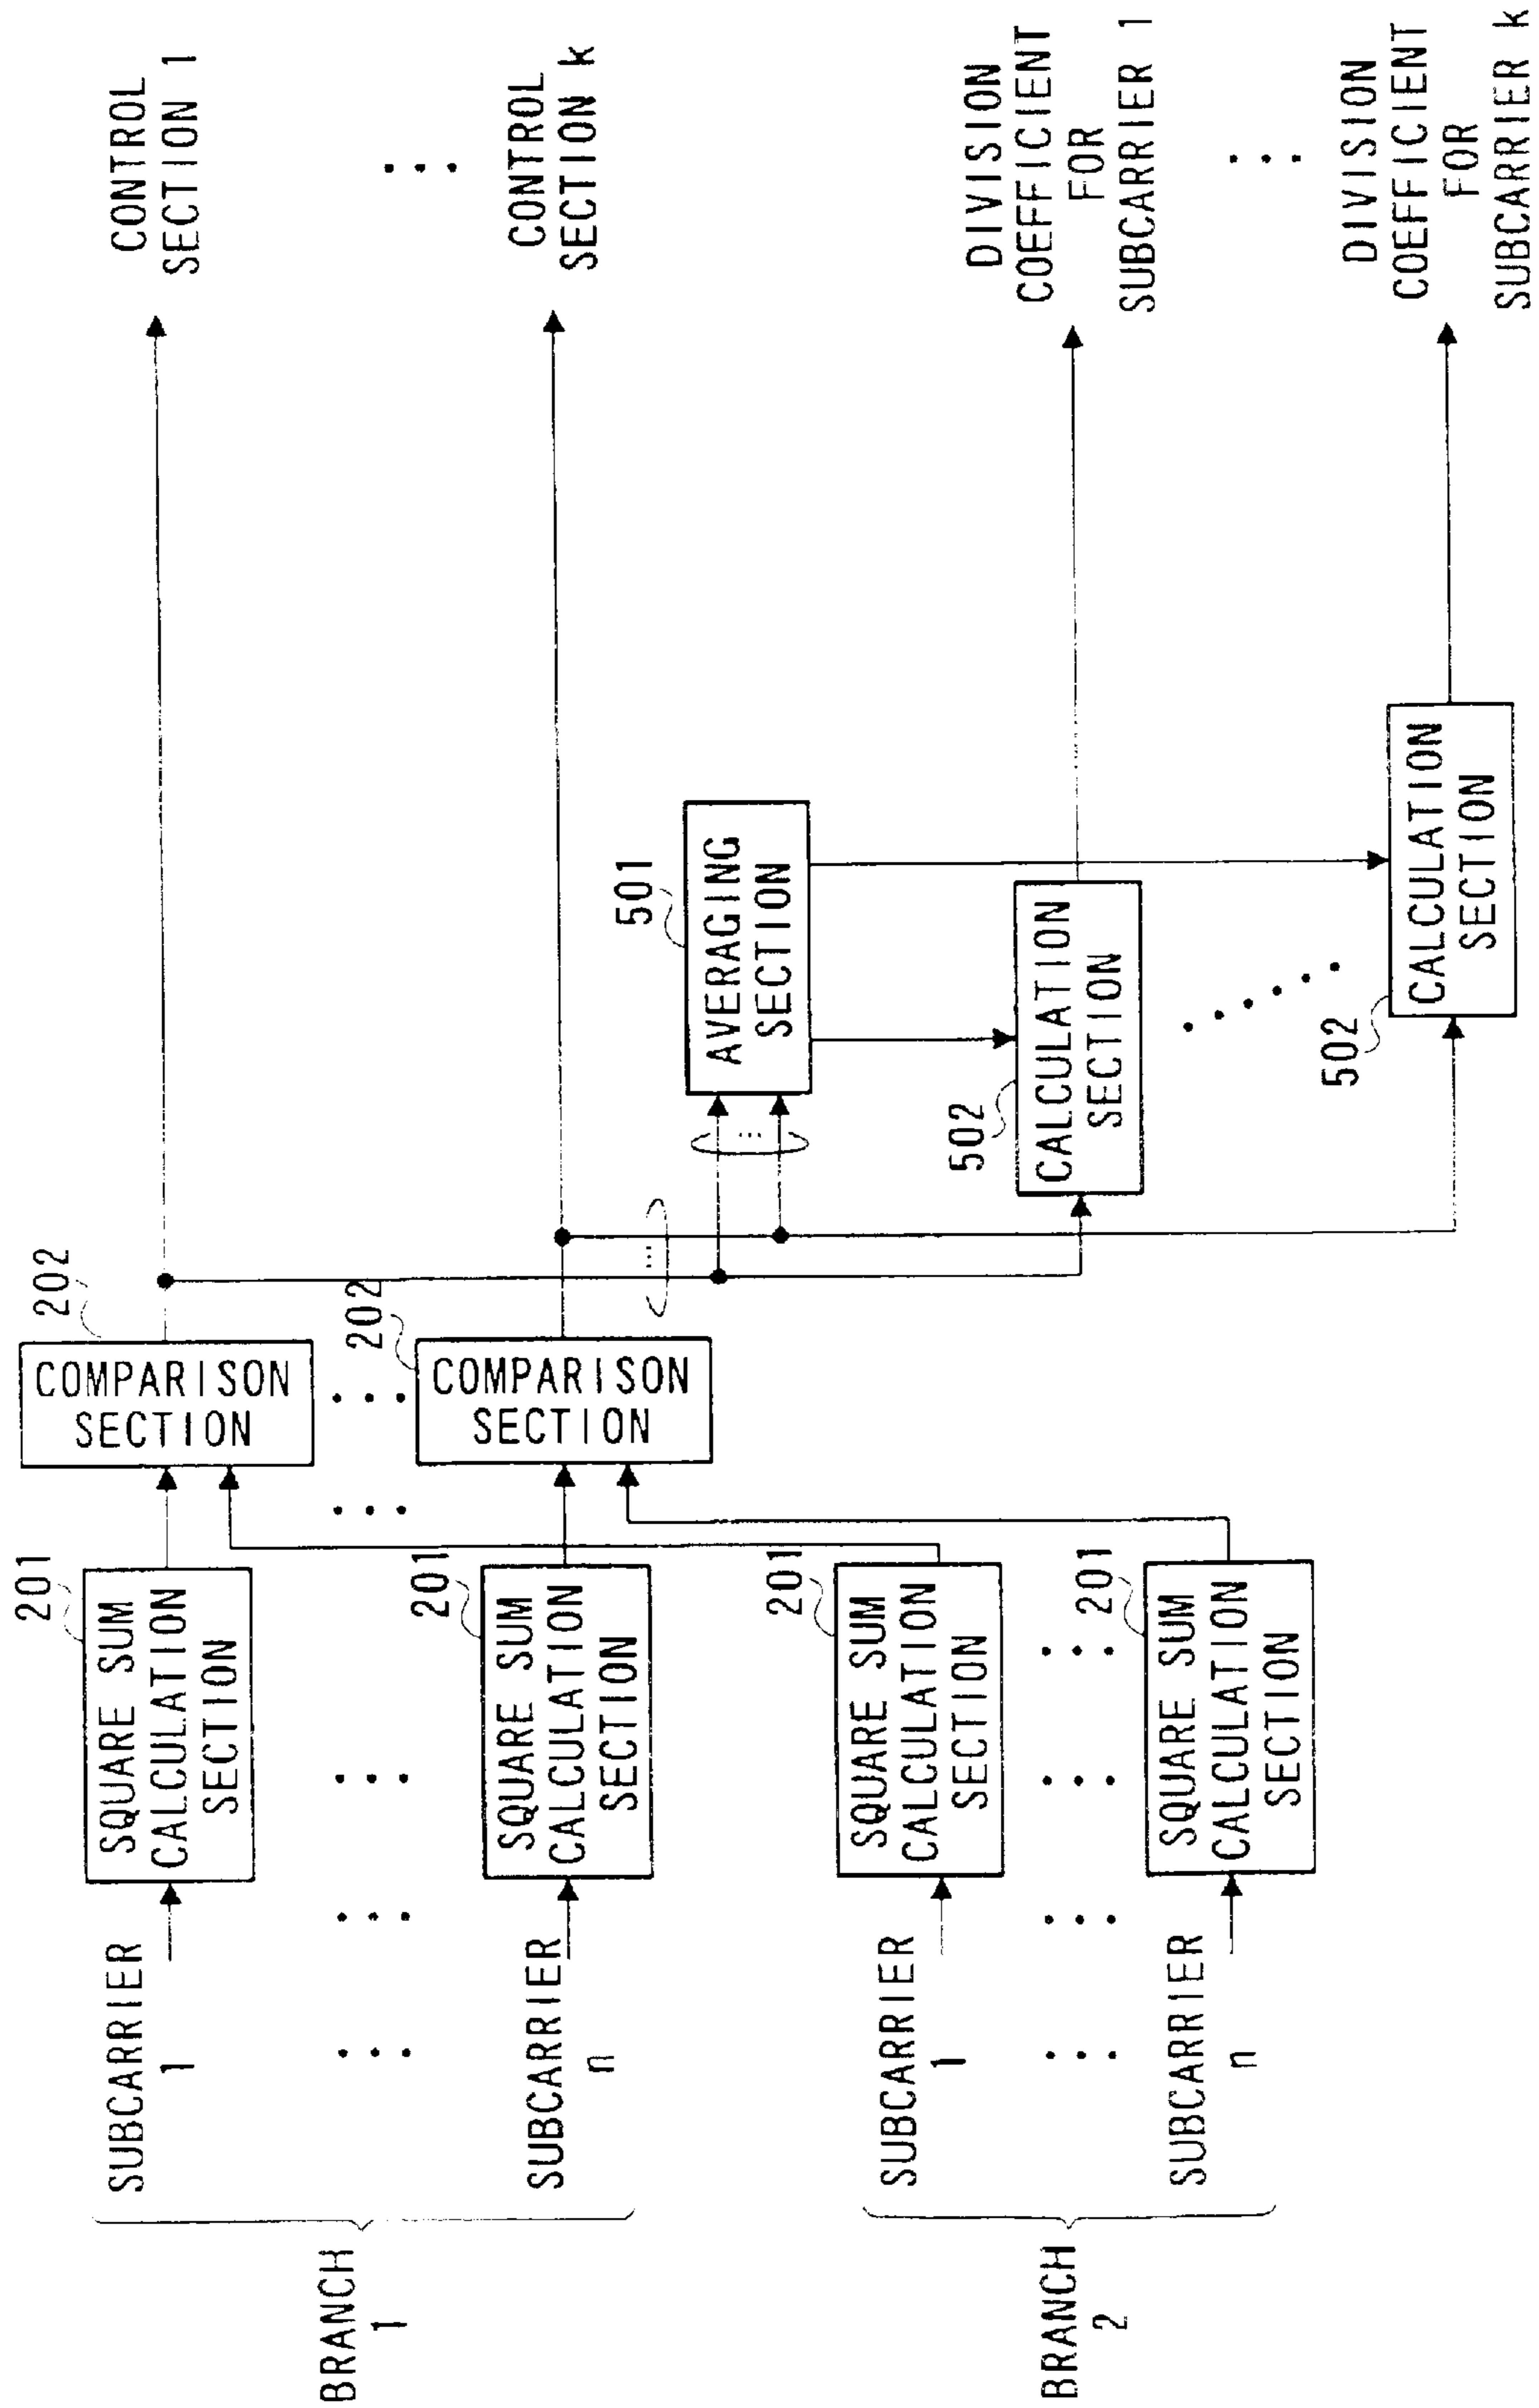 BRANCH
1
SUBCARRIER
1
...
SUBCARRIER
n
BRANCH
2
SUBCARRIER
1
...
SUBCARRIER
n
201
SQUARE SUM
CALCULATION
SECTION
...
201
SQUARE SUM
CALCULATION
SECTION
201
SQUARE SUM
CALCULATION
SECTION
...
201
SQUARE SUM
CALCULATION
SECTION
202
COMPARISON
SECTION
...
202
COMPARISON
SECTION
501
AVERAGING
SECTION
502
CALCULATION
SECTION
502
CALCULATION
SECTION
CONTROL
SECTION 1
...
CONTROL
SECTION k
DIVISION
COEFFICIENT
FOR
SUBCARRIER 1
...
DIVISION
COEFFICIENT
FOR
SUBCARRIER k